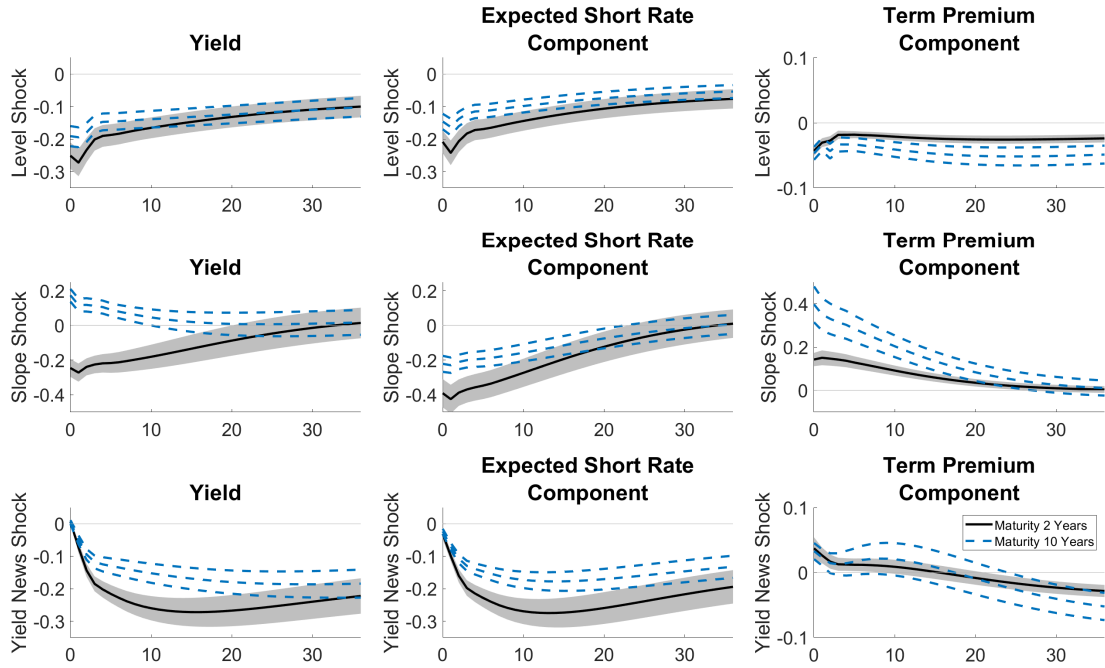 Yield
Expected Short Rate
Component
Term Premium
Component
Level Shock
0
-0.1
-0.2
-0.3
0
10
20
30
Level Shock
0
-0.1
-0.2
-0.3
0
10
20
30
Level Shock
0.1
0
-0.1
0
10
20
30
Yield
Expected Short Rate
Component
Term Premium
Component
Slope Shock
0.2
0
-0.2
-0.4
0
10
20
30
Slope Shock
0.2
0
-0.2
-0.4
0
10
20
30
Slope Shock
0.4
0.2
0
0
10
20
30
Yield
Expected Short Rate
Component
Term Premium
Component
Yield News Shock
0
-0.1
-0.2
-0.3
0
10
20
30
Yield News Shock
0
-0.1
-0.2
-0.3
0
10
20
30
Yield News Shock
0.1
0
-0.1
Maturity 2 Years
Maturity 10 Years
0
10
20
30